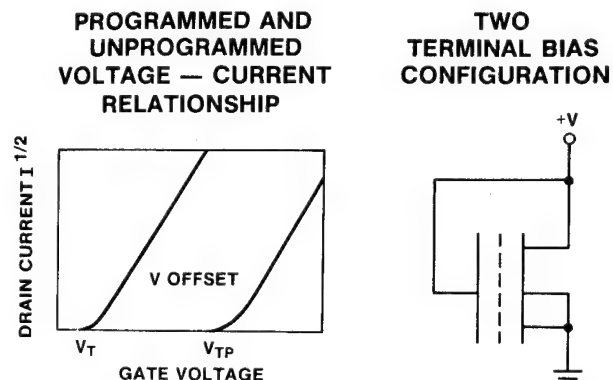 PROGRAMMED AND
UNPROGRAMMED
VOLTAGE — CURRENT
RELATIONSHIP
DRAIN CURRENT I 1/2
V OFFSET
VT
VTP
GATE VOLTAGE
TWO
TERMINAL BIAS
CONFIGURATION
+V